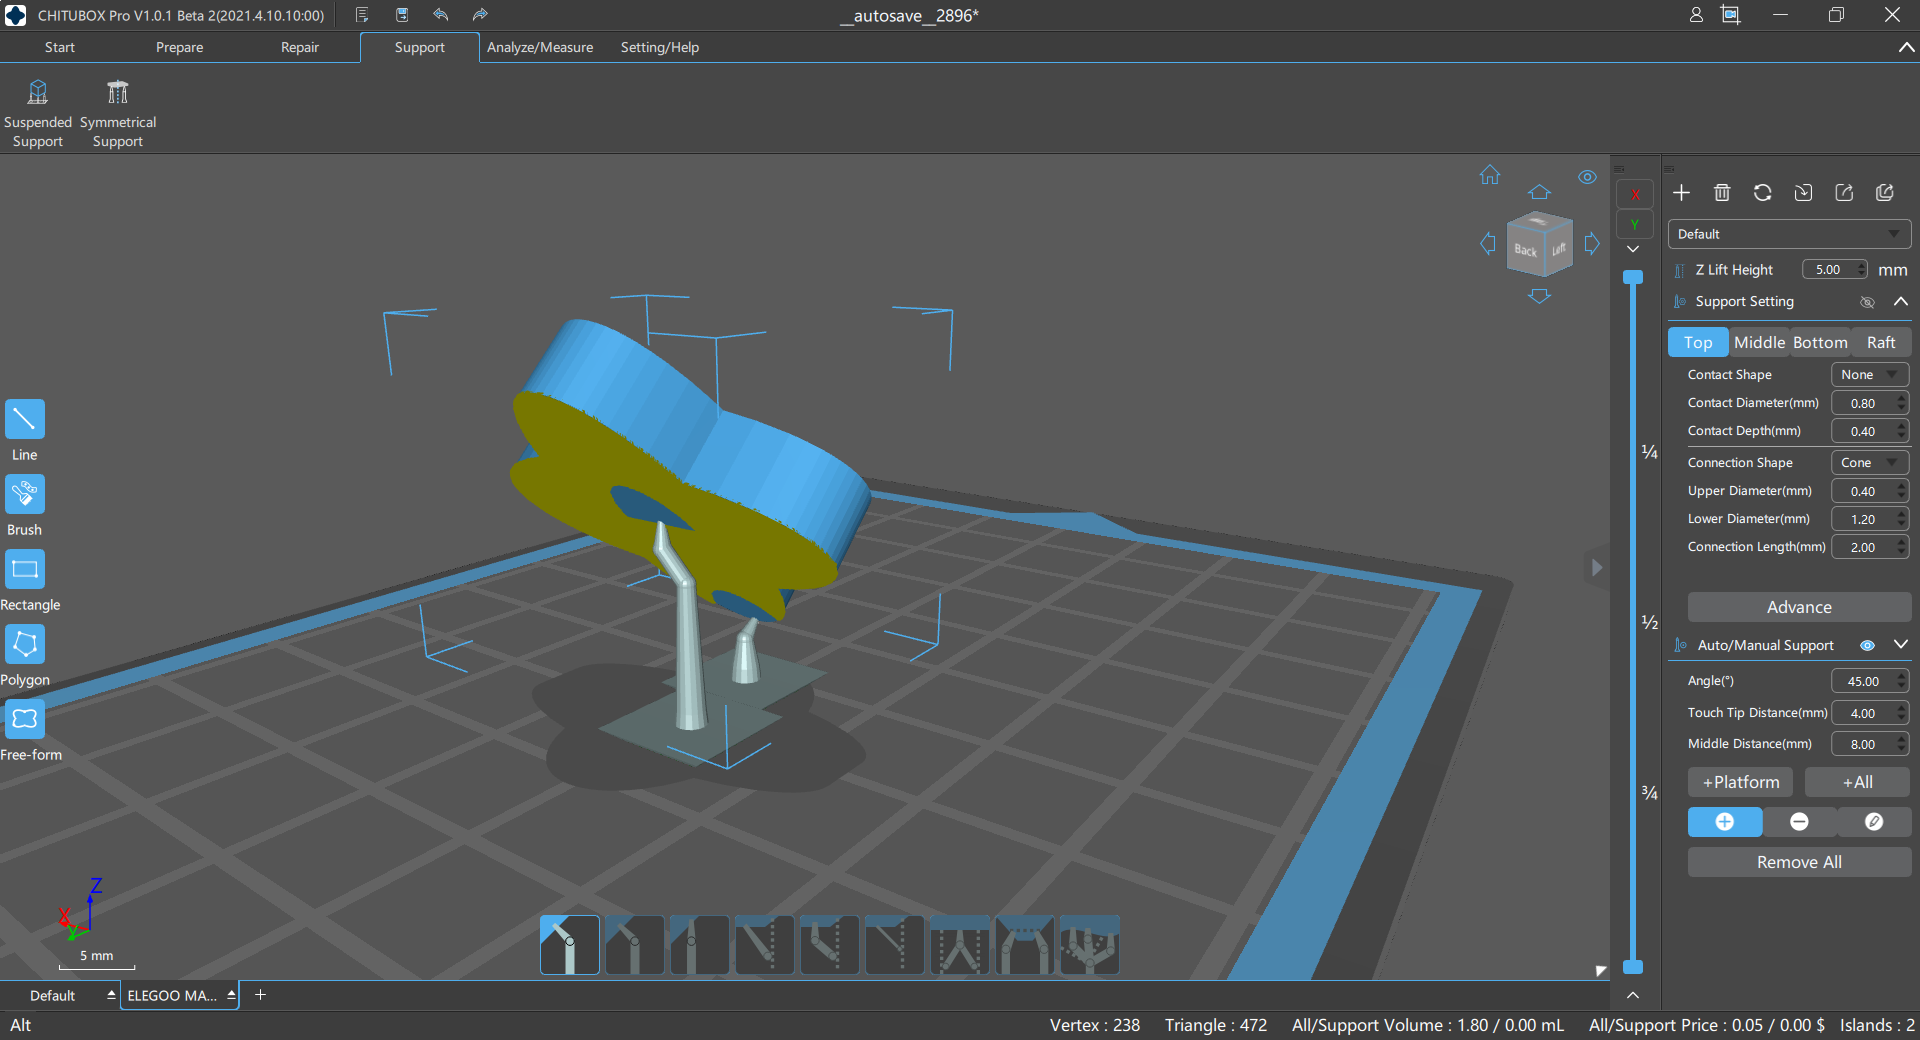 CHITUBOX Pro V1.0.1 Beta 2(2021.4.10.10:00)
__autosave__2896*
Start
Prepare
Repair
Support
Analyze/Measure
Setting/Help
Suspended
Support
Symmetrical
Support
Back
Left
X
Y
Default
Z Lift Height
5.00
mm
Support Setting
Top
Middle
Bottom
Raft
Contact Shape
None
Contact Diameter(mm)
0.80
Contact Depth(mm)
0.40
Connection Shape
Cone
Upper Diameter(mm)
0.40
Lower Diameter(mm)
1.20
Connection Length(mm)
2.00
Advance
Auto/Manual Support
Angle(°)
45.00
Touch Tip Distance(mm)
4.00
Middle Distance(mm)
8.00
+Platform
+All
Remove All
¼
½
¾
Line
Brush
Rectangle
Polygon
Free-form
Z
X
Y
5 mm
Default
ELEGOO MA...
Alt
Vertex : 238
Triangle : 472
All/Support Volume : 1.80 / 0.00 mL
All/Support Price : 0.05 / 0.00 $
Islands : 2